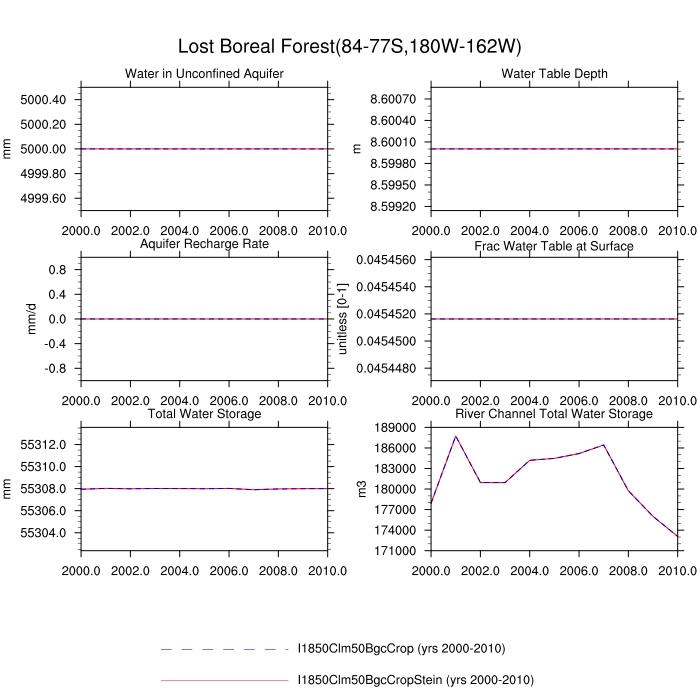 Lost Boreal Forest(84-77S,180W-162W)
Water in Unconfined Aquifer
mm
5000.40
5000.20
5000.00
4999.80
4999.60
2000.0 2002.0 2004.0 2006.0 2008.0 2010.0
Water Table Depth
m
8.60070
8.60040
8.60010
8.59980
8.59950
8.59920
2000.0 2002.0 2004.0 2006.0 2008.0 2010.0
Aquifer Recharge Rate
mm/d
0.8
0.4
0.0
-0.4
-0.8
2000.0 2002.0 2004.0 2006.0 2008.0 2010.0
Frac Water Table at Surface
unitless [0-1]
0.0454560
0.0454540
0.0454520
0.0454500
0.0454480
2000.0 2002.0 2004.0 2006.0 2008.0 2010.0
Total Water Storage
mm
55312.0
55310.0
55308.0
55306.0
55304.0
2000.0 2002.0 2004.0 2006.0 2008.0 2010.0
River Channel Total Water Storage
m3
189000
186000
183000
180000
177000
174000
171000
2000.0 2002.0 2004.0 2006.0 2008.0 2010.0
I1850Clm50BgcCrop (yrs 2000-2010)
I1850Clm50BgcCropStein (yrs 2000-2010)